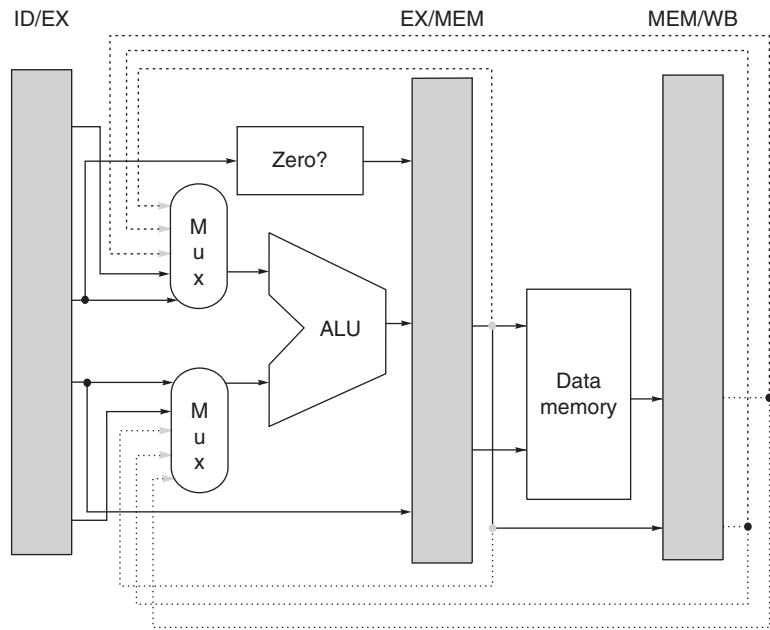 ID/EX
EX/MEM
MEM/WB
Zero?
M
u
x
ALU
M
u
x
Data
memory